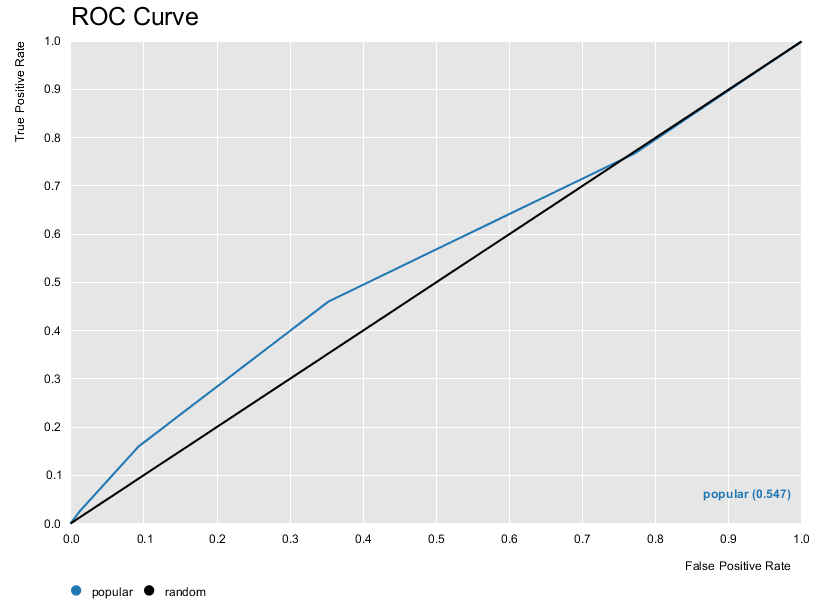 ROC Curve
True Positive Rate
1.0
0.9
0.8
0.7
0.6
0.5
0.4
0.3
0.2
0.1
0.0
popular (0.547)
0.0 0.1 0.2 0.3 0.4 0.5 0.6 0.7 0.8 0.9 1.0
False Positive Rate
popular random